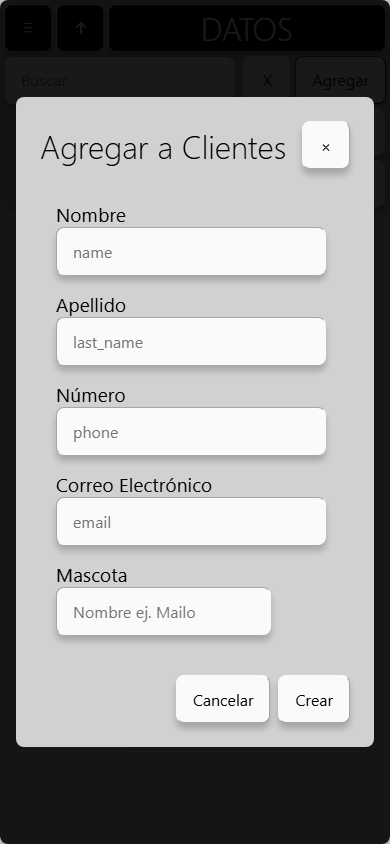 ☰ ↑ DATOS
Buscar X Agregar
Agregar a Clientes ×
Nombre
name
Apellido
last_name
Número
phone
Correo Electrónico
email
Mascota
Nombre ej. Mailo
Cancelar Crear